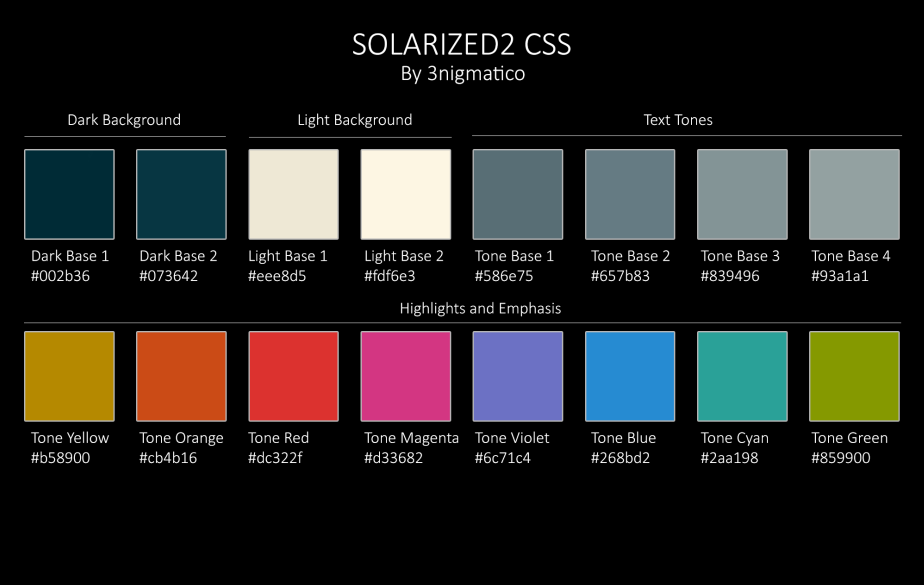 SOLARIZED2 CSS
By 3nigmatico
Dark Background
Light Background
Text Tones
Dark Base 1
#002b36
Dark Base 2
#073642
Light Base 1
#eee8d5
Light Base 2
#fdf6e3
Tone Base 1
#586e75
Tone Base 2
#657b83
Tone Base 3
#839496
Tone Base 4
#93a1a1
Highlights and Emphasis
Tone Yellow
#b58900
Tone Orange
#cb4b16
Tone Red
#dc322f
Tone Magenta
#d33682
Tone Violet
#6c71c4
Tone Blue
#268bd2
Tone Cyan
#2aa198
Tone Green
#859900